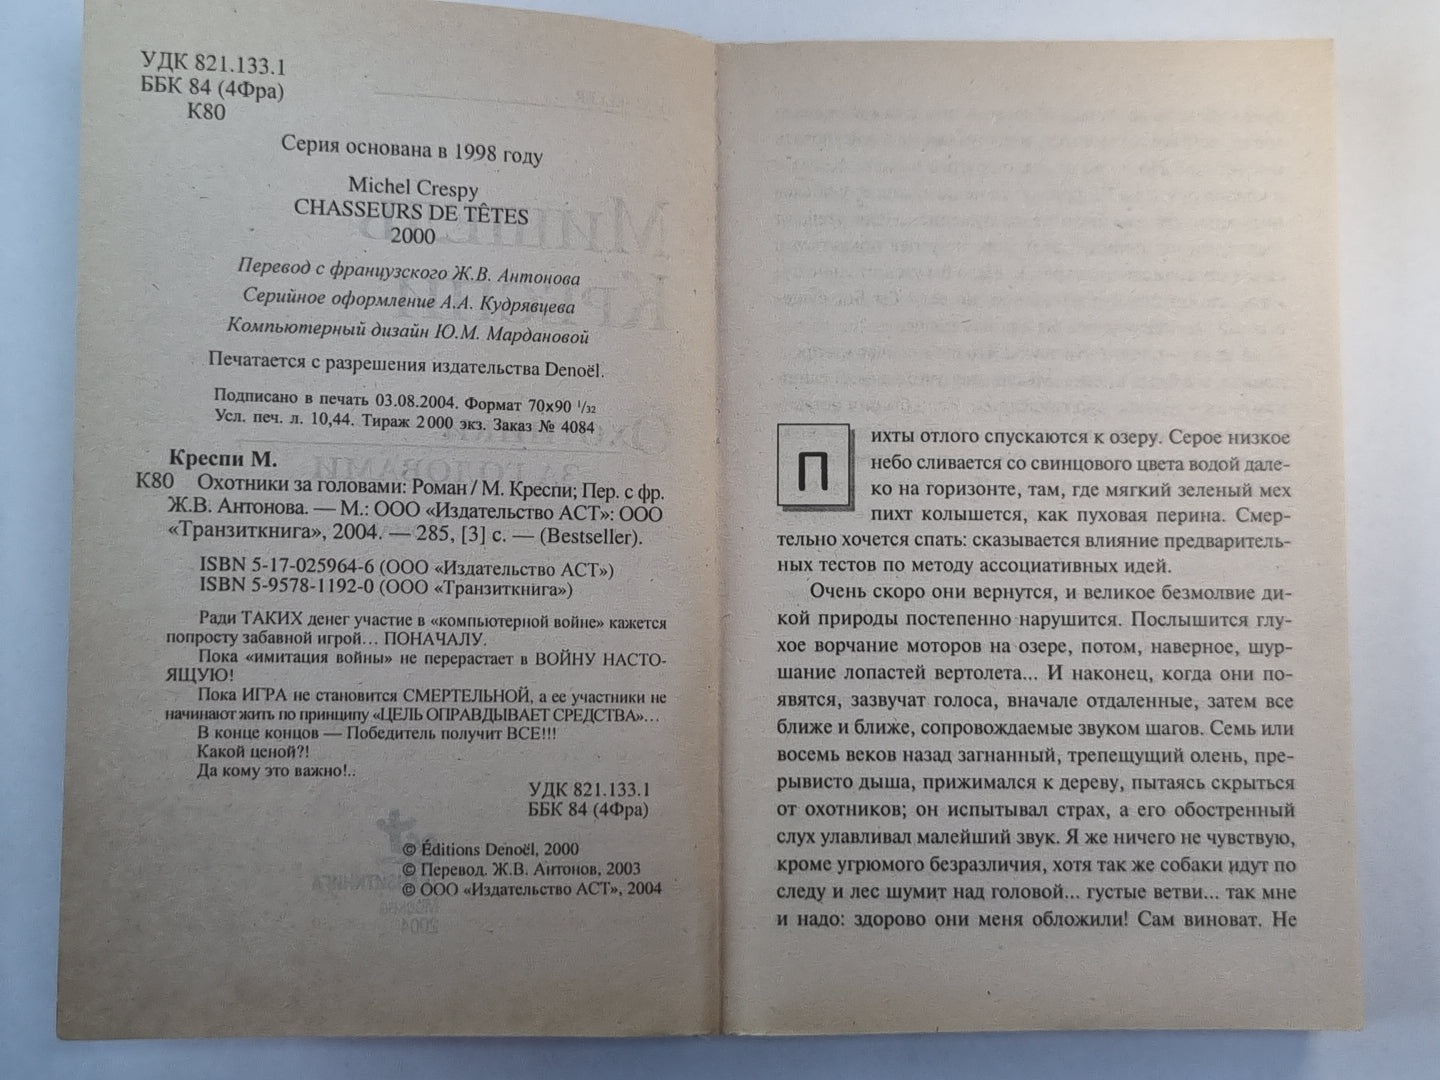 УДК 821.133.1
ББК 84 (4Фра)
К80
Серия основана в 1998 году
Michel Crespy
CHASSEURS DE TÊTES
2000
Перевод с французского Ж.В. Антонова
Серийное оформление А.А. Кудрявцева
Компьютерный дизайн Ю.М. Мардановой
Печатается с разрешения издательства Denoël.
Подписано в печать 03.08.2004. Формат 70х90 1/32
Усл. печ. л. 10,44. Тираж 2 000 экз. Заказ № 4084
Креспи М.
К80 Охотники за головами: Роман / М. Креспи; Пер. с фр.
Ж.В. Антонова. — М.: ООО «Издательство АСТ»: ООО
«Транзиткнига», 2004. — 285, [3] с. — (Bestseller).
ISBN 5-17-025964-6 (ООО «Издательство АСТ»)
ISBN 5-9578-1192-0 (ООО «Транзиткнига»)
Ради ТАКИХ денег участие в «компьютерной войне» кажется
попросту забавной игрой... ПОНАЧАЛУ.
Пока «имитация войны» не перерастает в ВОЙНУ НАСТО-
ЯЩУЮ!
Пока ИГРА не становится СМЕРТЕЛЬНОЙ, а ее участники не
начинают жить по принципу «ЦЕЛЬ ОПРАВДЫВАЕТ СРЕДСТВА»...
В конце концов — Победитель получит ВСЕ!!!
Какой ценой?!
Да кому это важно!..
УДК 821.133.1
ББК 84 (4Фра)
© Éditions Denoël, 2000
© Перевод. Ж.В. Антонов, 2003
© ООО «Издательство АСТ», 2004
Пихты отлого спускаются к озеру. Серое низкое
небо сливается со свинцового цвета водой дале-
ко на горизонте, там, где мягкий зеленый мех
пихт колышется, как пуховая перина. Смер-
тельно хочется спать: сказывается влияние предваритель-
ных тестов по методу ассоциативных идей.
Очень скоро они вернутся, и великое безмолвие ди-
кой природы постепенно нарушится. Послышится глу-
хое ворчание моторов на озере, потом, наверное, шур-
шание лопастей вертолета... И наконец, когда они по-
явятся, зазвучат голоса, вначале отдаленные, затем все
ближе и ближе, сопровождаемые звуком шагов. Семь или
восемь веков назад загнанный, трепещущий олень, пре-
рывисто дыша, прижимался к дереву, пытаясь скрыться
от охотников; он испытывал страх, а его обостренный
слух улавливал малейший звук. Я же ничего не чувствую,
кроме угрюмого безразличия, хотя так же собаки идут по
следу и лес шумит над головой... густые ветви... так мне
и надо: здорово они меня обложили! Сам виноват. Не